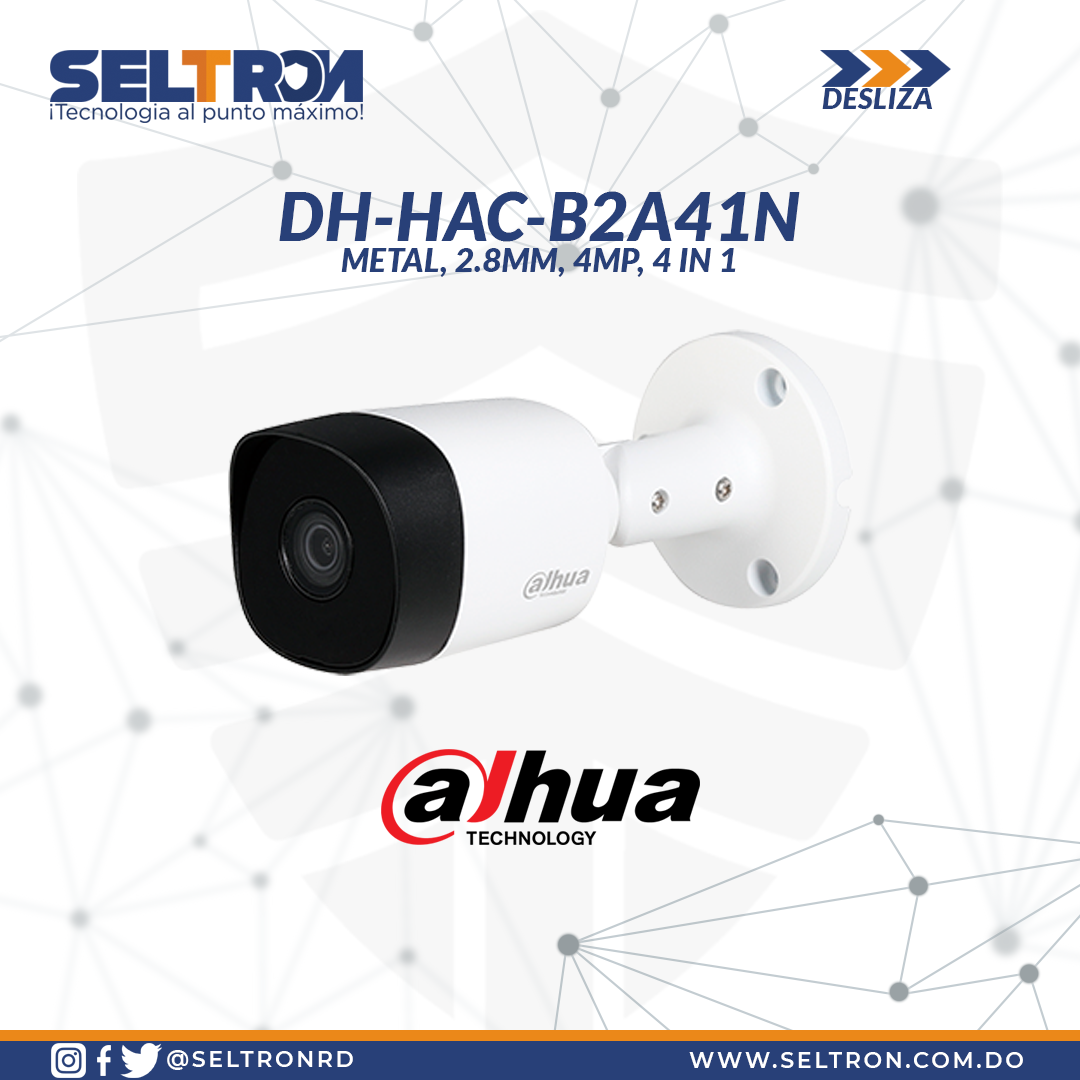 SELTRON
¡Tecnologia al punto máximo!
DESLIZA
DH-HAC-B2A41N
METAL, 2.8MM, 4MP, 4 IN 1
alhua
TECHNOLOGY
alhua
TECHNOLOGY
@SELTRONRD
WWW.SELTRON.COM.DO